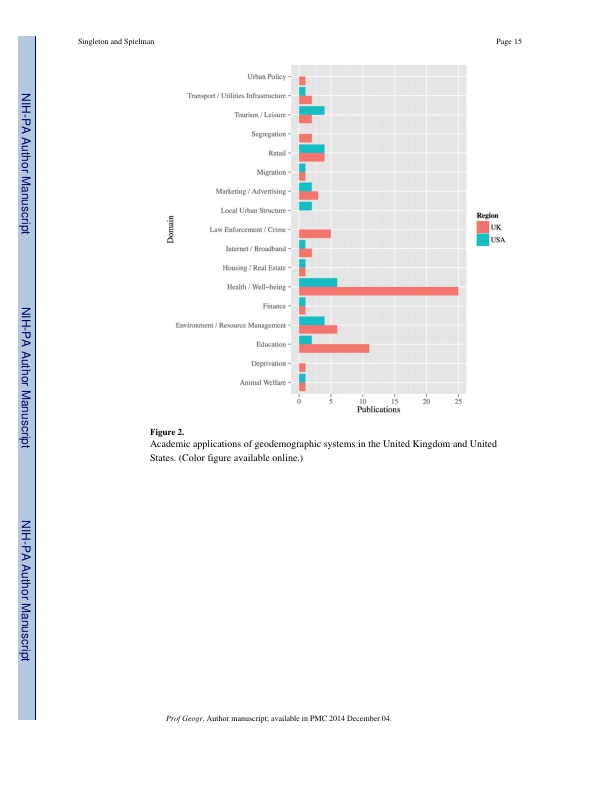 Singleton and Spielman
Page 15
NIH-PA Author Manuscript
NIH-PA Author Manuscript
NIH-PA Author Manuscript
Domain
Urban Policy
Transport / Utilities Infrastructure
Tourism / Leisure
Segregation
Retail
Migration
Marketing / Advertising
Local Urban Structure
Law Enforcement / Crime
Internet / Broadband
Housing / Real Estate
Health / Well−being
Finance
Environment / Resource Management
Education
Deprivation
Animal Welfare
0 5 10 15 20 25
Publications
Region
UK
USA
Figure 2.
Academic applications of geodemographic systems in the United Kingdom and United
States. (Color figure available online.)
Prof Geogr. Author manuscript; available in PMC 2014 December 04.